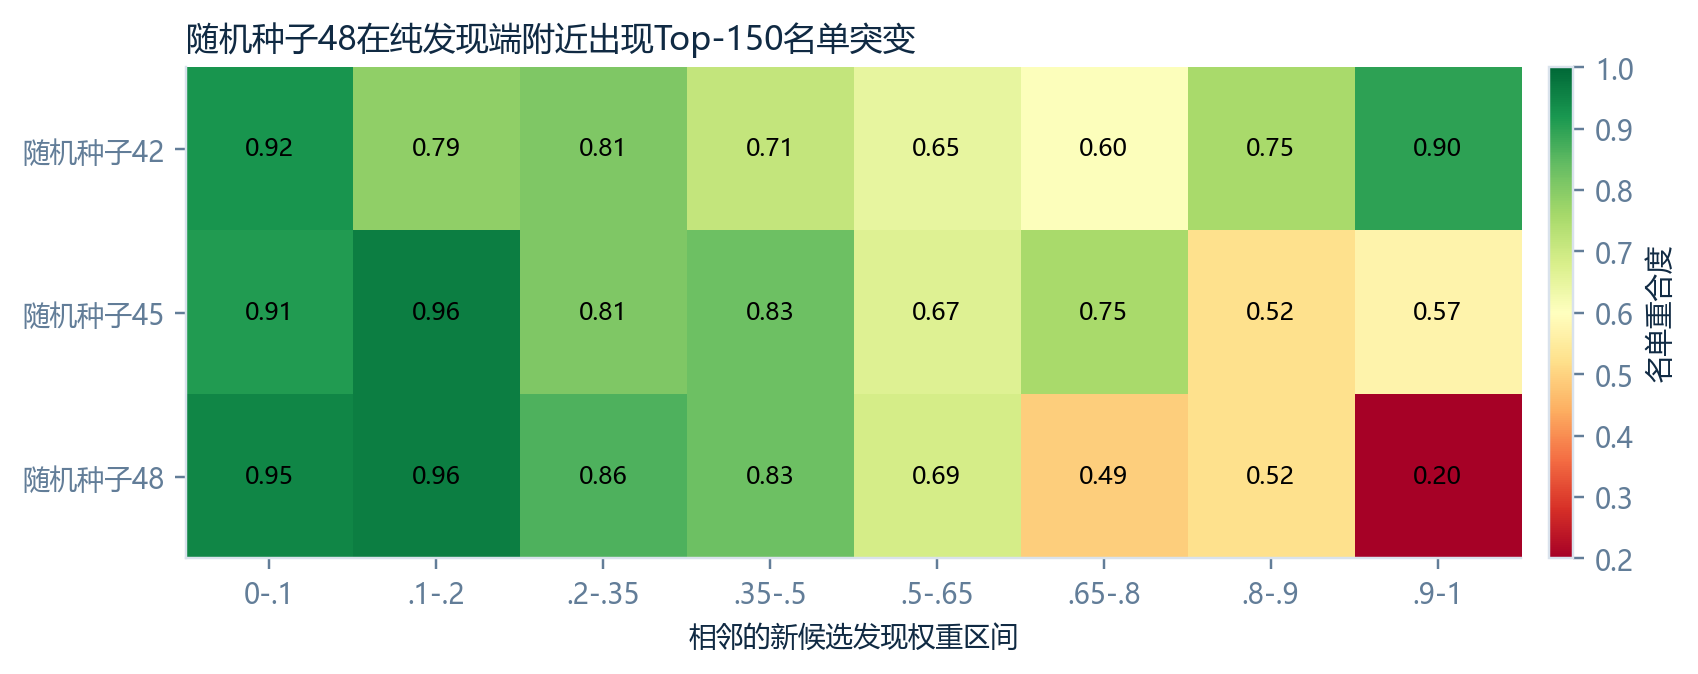 随机种子48在纯发现端附近出现Top-150名单突变
随机种子42 0.92 0.79 0.81 0.71 0.65 0.60 0.75 0.90
随机种子45 0.91 0.96 0.81 0.83 0.67 0.75 0.52 0.57
随机种子48 0.95 0.96 0.86 0.83 0.69 0.49 0.52 0.20
0-.1 .1-.2 .2-.35 .35-.5 .5-.65 .65-.8 .8-.9 .9-1
相邻的新候选发现权重区间
1.0
0.9
0.8
0.7
0.6
0.5
0.4
0.3
0.2
名单重合度